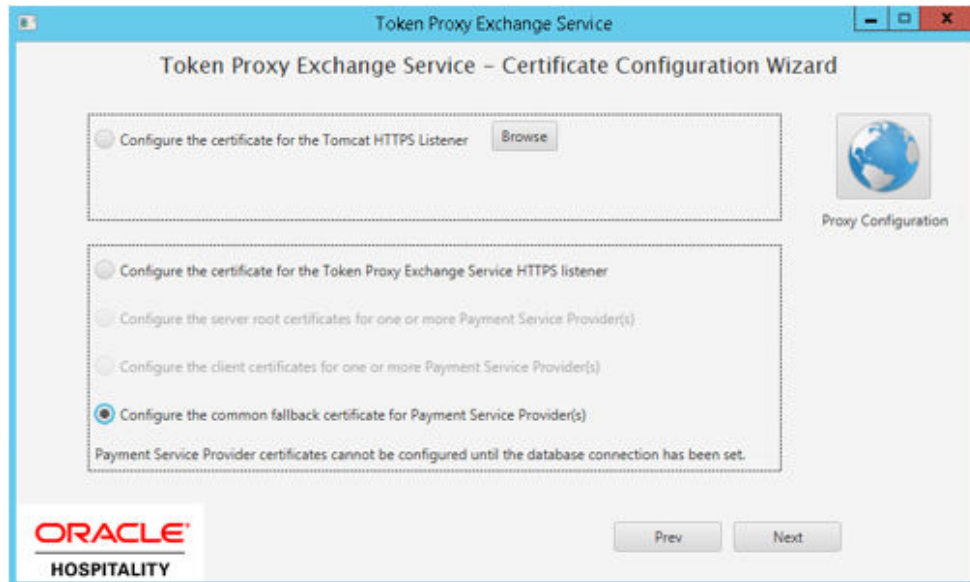 Token Proxy Exchange Service
Token Proxy Exchange Service – Certificate Configuration Wizard
Configure the certificate for the Tomcat HTTPS Listener
Browse
Proxy Configuration
Configure the certificate for the Token Proxy Exchange Service HTTPS listener
Configure the server root certificates for one or more Payment Service Provider(s)
Configure the client certificates for one or more Payment Service Provider(s)
Configure the common fallback certificate for Payment Service Provider(s)
Payment Service Provider certificates cannot be configured until the database connection has been set.
ORACLE®
HOSPITALITY
Prev
Next